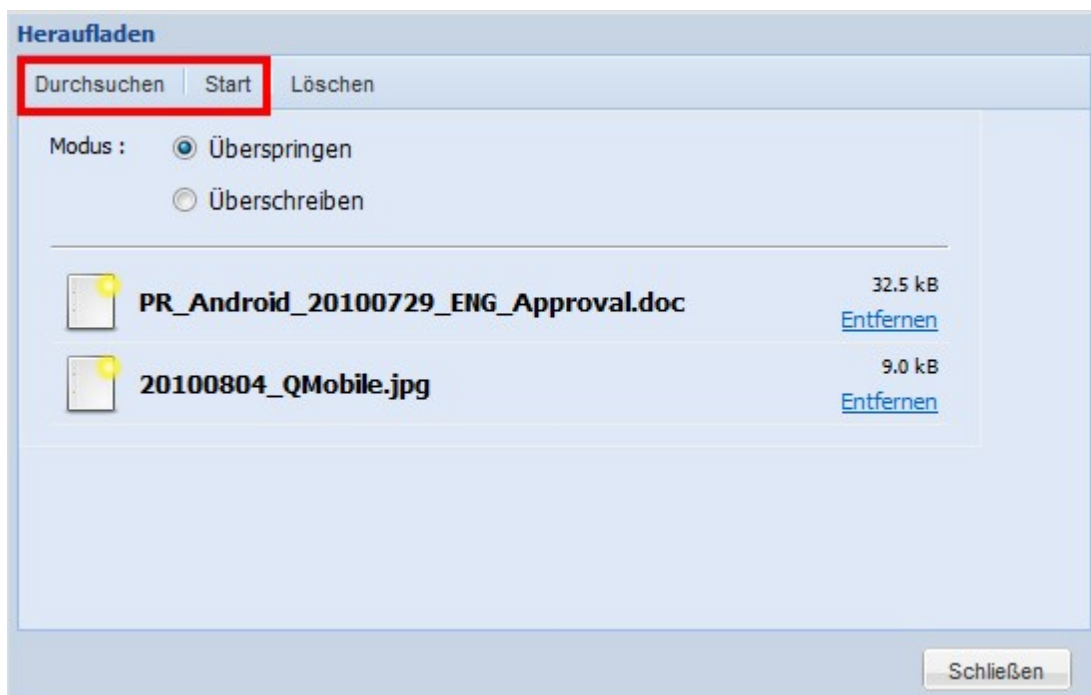 Heraufladen
Durchsuchen Start Löschen
Modus : Überspringen
Überschreiben
PR_Android_20100729_ENG_Approval.doc 32.5 kB
Entfernen
20100804_QMobile.jpg 9.0 kB
Entfernen
Schließen